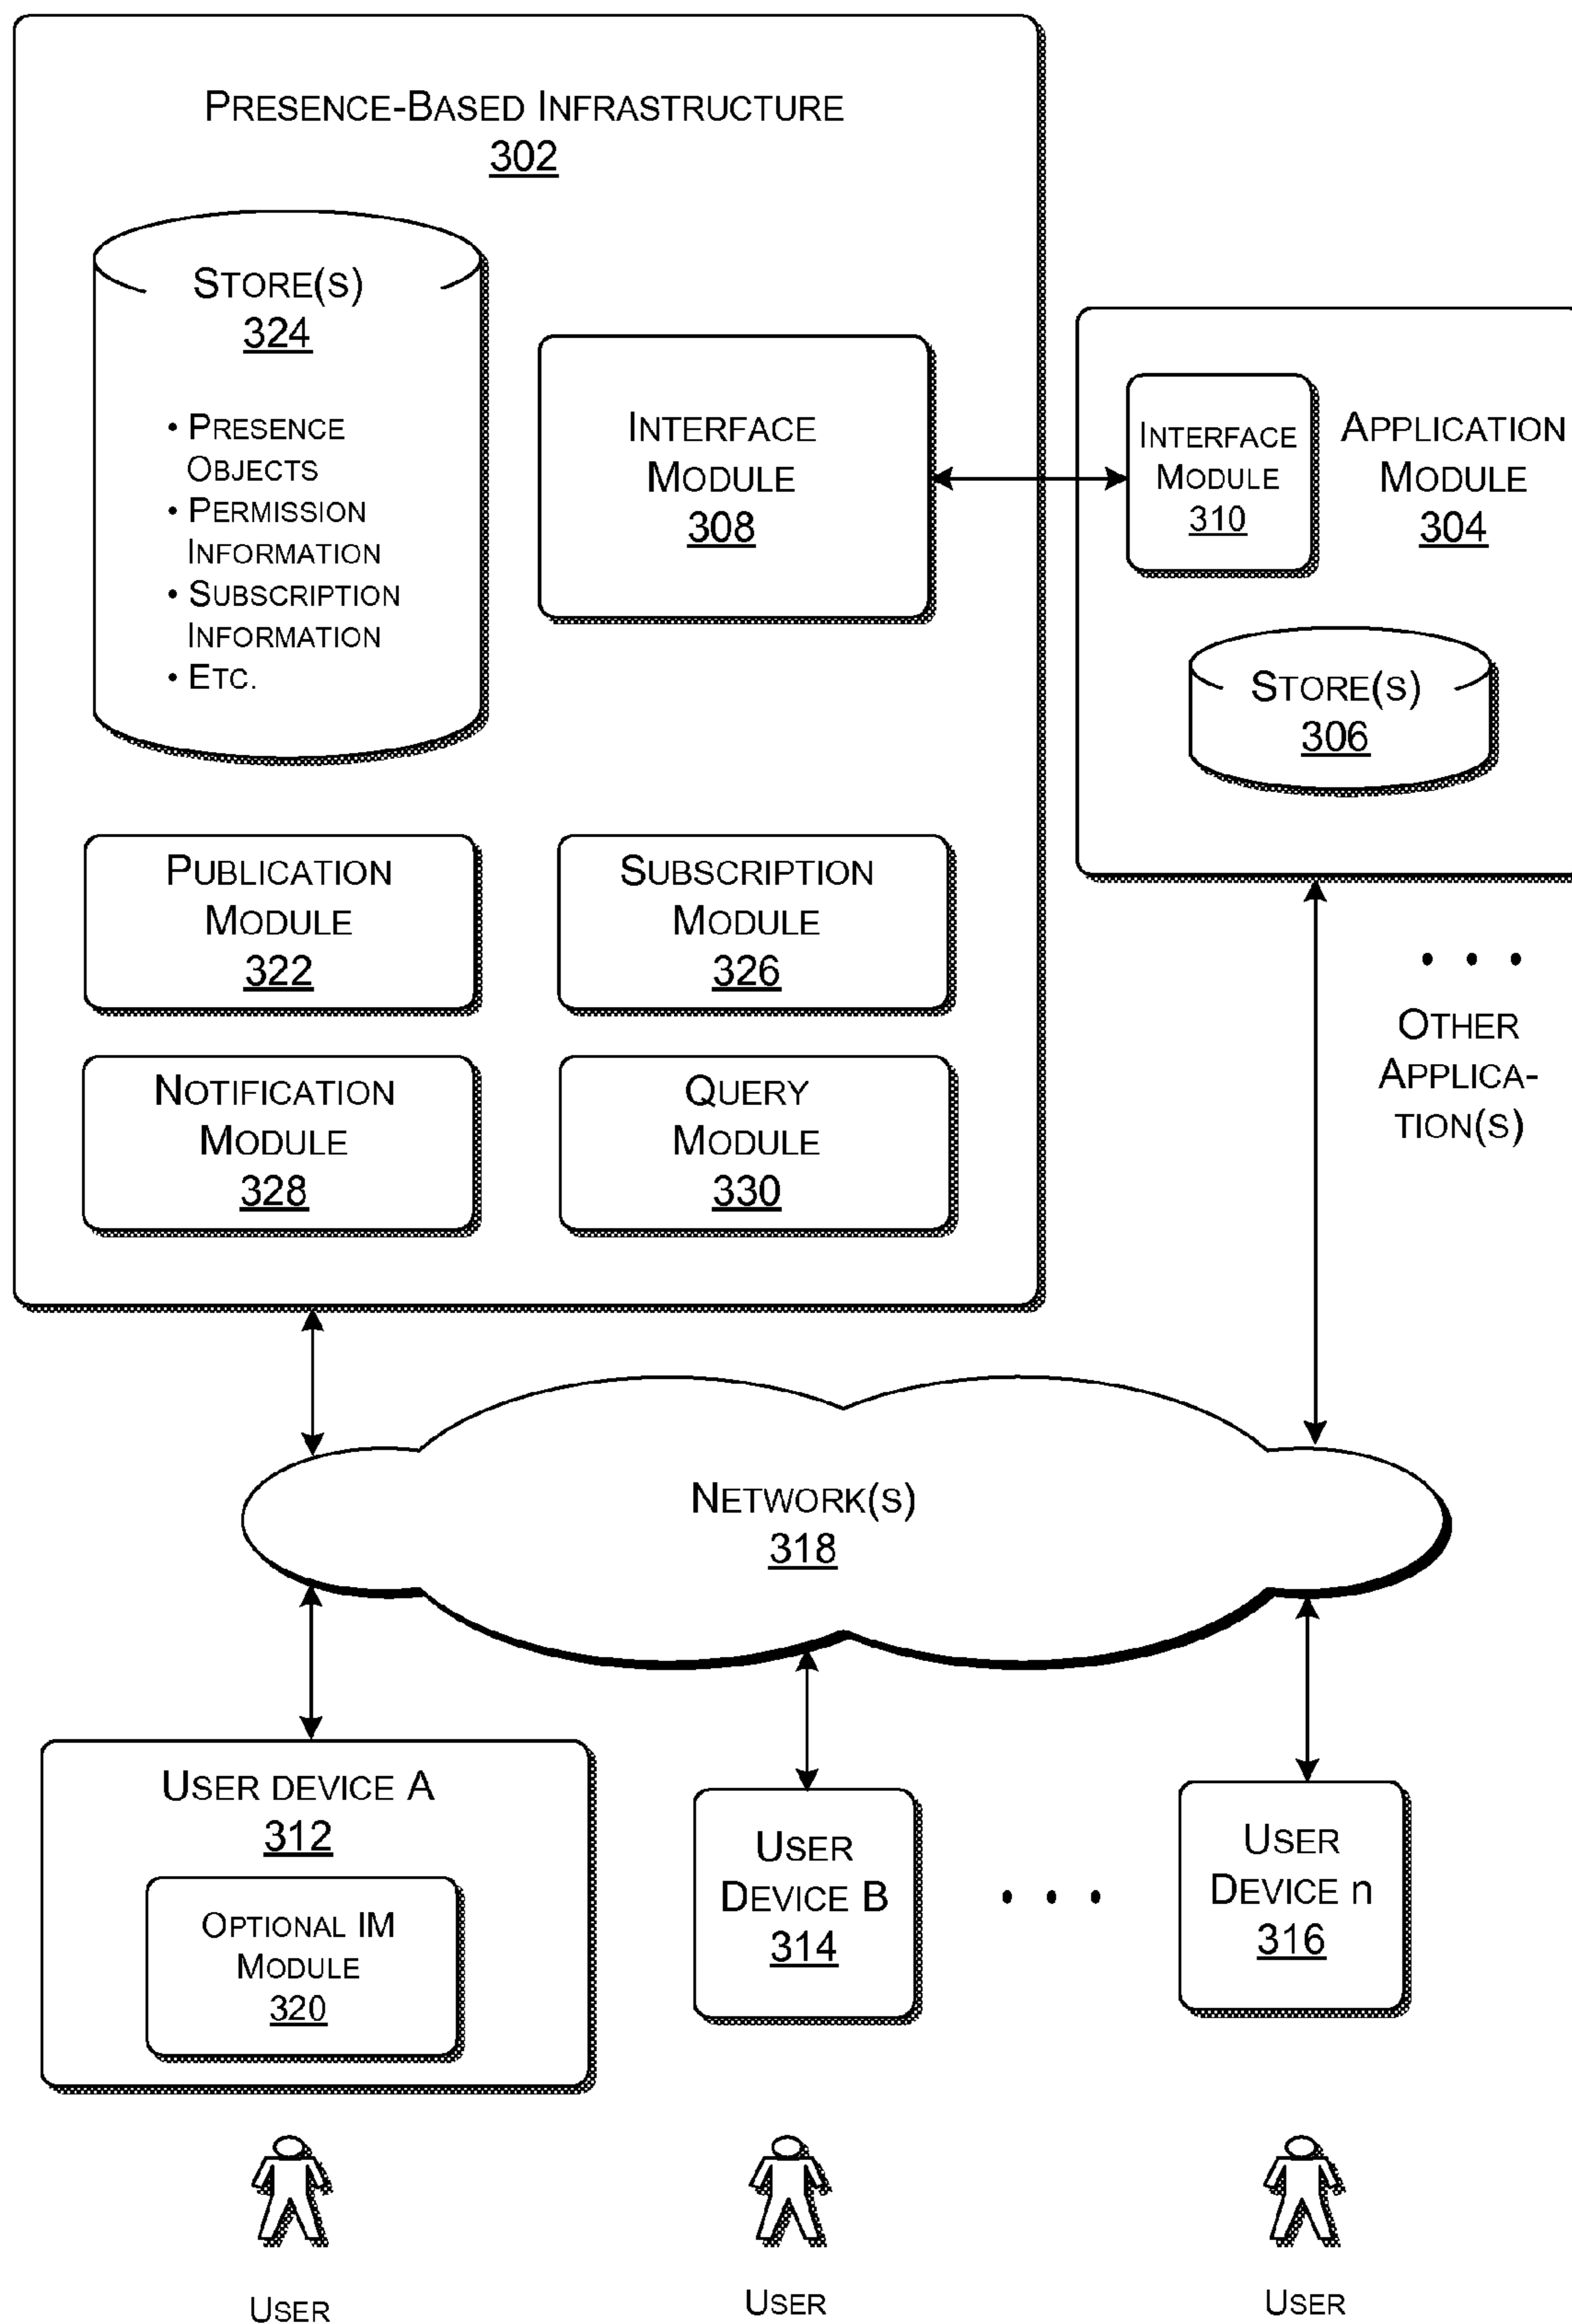 PRESENCE-BASED INFRASTRUCTURE
302
STORE(S)
324
• PRESENCE
OBJECTS
• PERMISSION
INFORMATION
• SUBSCRIPTION
INFORMATION
• ETC.
INTERFACE
MODULE
308
INTERFACE
MODULE
310
APPLICATION
MODULE
304
STORE(S)
306
PUBLICATION
MODULE
322
SUBSCRIPTION
MODULE
326
NOTIFICATION
MODULE
328
QUERY
MODULE
330
• • •
OTHER
APPLICA-
TION(S)
NETWORK(S)
318
USER DEVICE A
312
OPTIONAL IM
MODULE
320
USER
DEVICE B
314
• • •
USER
DEVICE n
316
USER
USER
USER